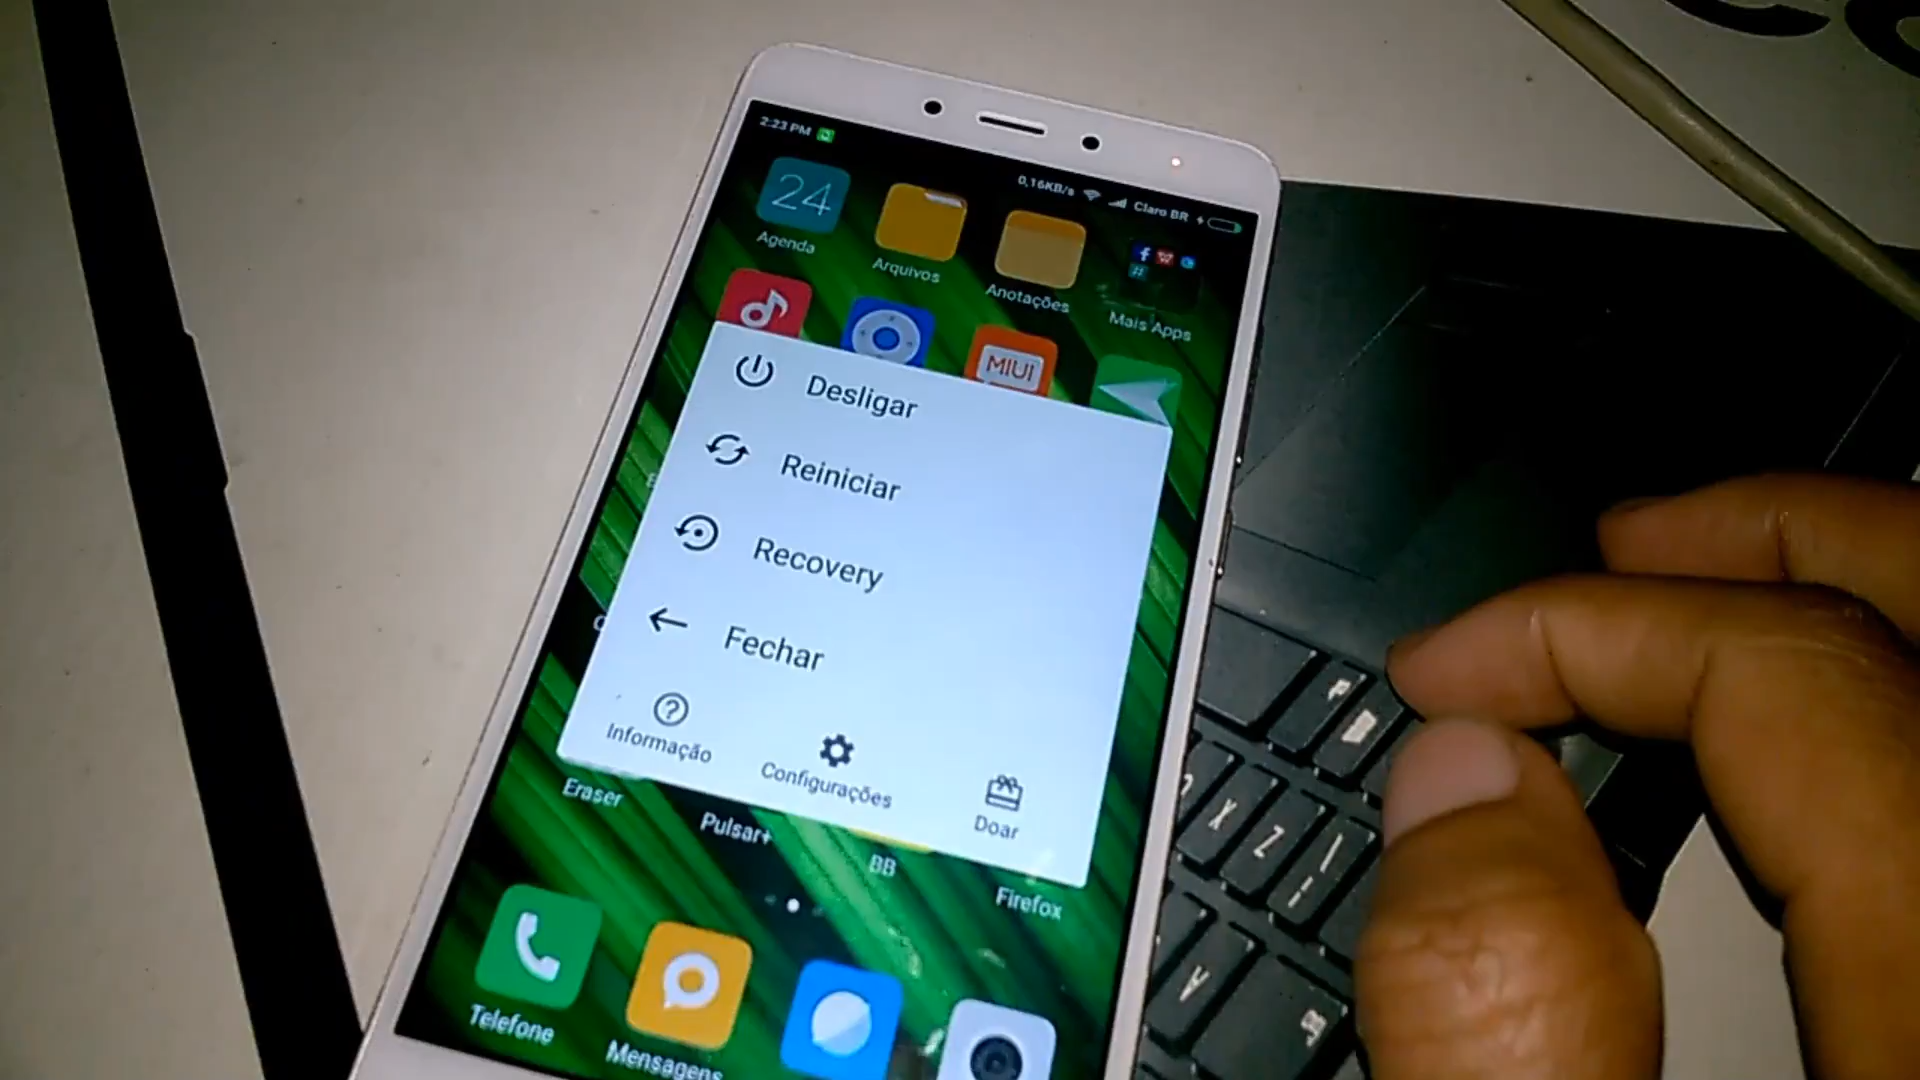 2:23 PM
0,16KB/s Claro BR
24
Agenda
Arquivos
Anotações
Mais Apps
MIUI
Desligar
Reiniciar
Recovery
Fechar
Informação
Configurações
Doar
Eraser
Pulsar+
BB
Firefox
Telefone
Mensagens
X
Z